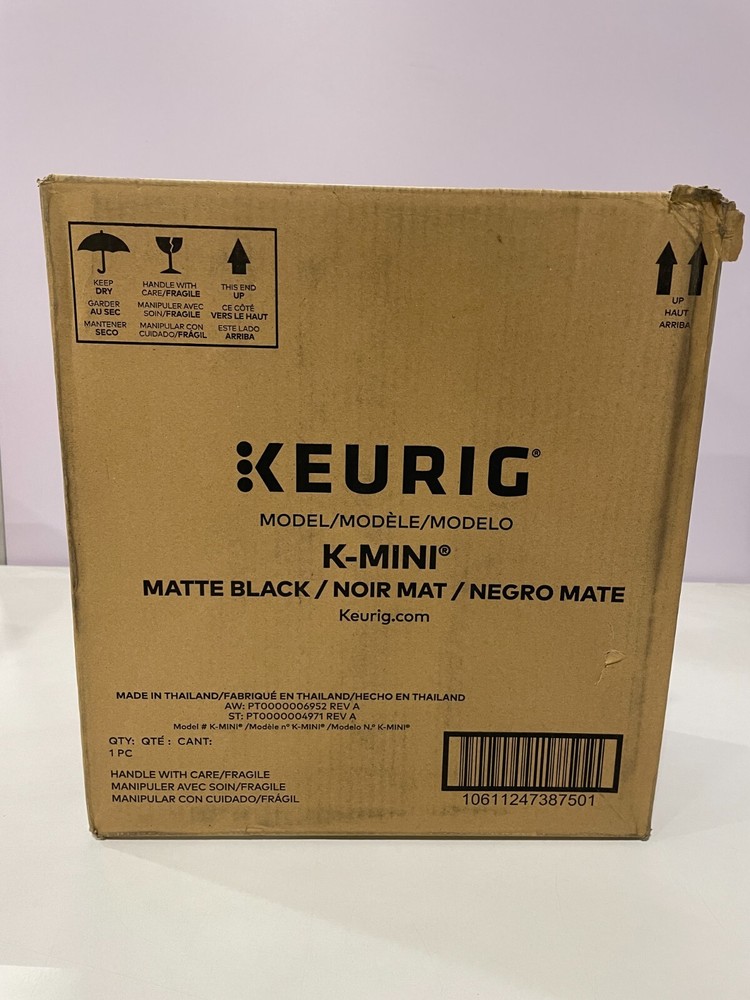 KEEP
DRY
GARDER
AU SEC
MANTENER
SECO
HANDLE WITH
CARE/FRAGILE
MANIPULER AVEC
SOIN/FRAGILE
MANIPULAR CON
CUIDADO/FRÁGIL
THIS END
UP
CE CÔTÉ
VERS LE HAUT
ESTE LADO
ARRIBA
UP
HAUT
ARRIBA
KEURIG®
MODEL/MODÈLE/MODELO
K-MINI®
MATTE BLACK / NOIR MAT / NEGRO MATE
Keurig.com
MADE IN THAILAND/FABRIQUÉ EN THAILAND/HECHO EN THAILAND
AW: PT0000006952 REV A
ST: PT0000004971 REV A
Model # K-MINI® /Modèle n° K-MINI® /Modelo N.° K-MINI®
QTY: QTÉ : CANT:
1 PC
HANDLE WITH CARE/FRAGILE
MANIPULER AVEC SOIN/FRAGILE
MANIPULAR CON CUIDADO/FRÁGIL
10611247387501